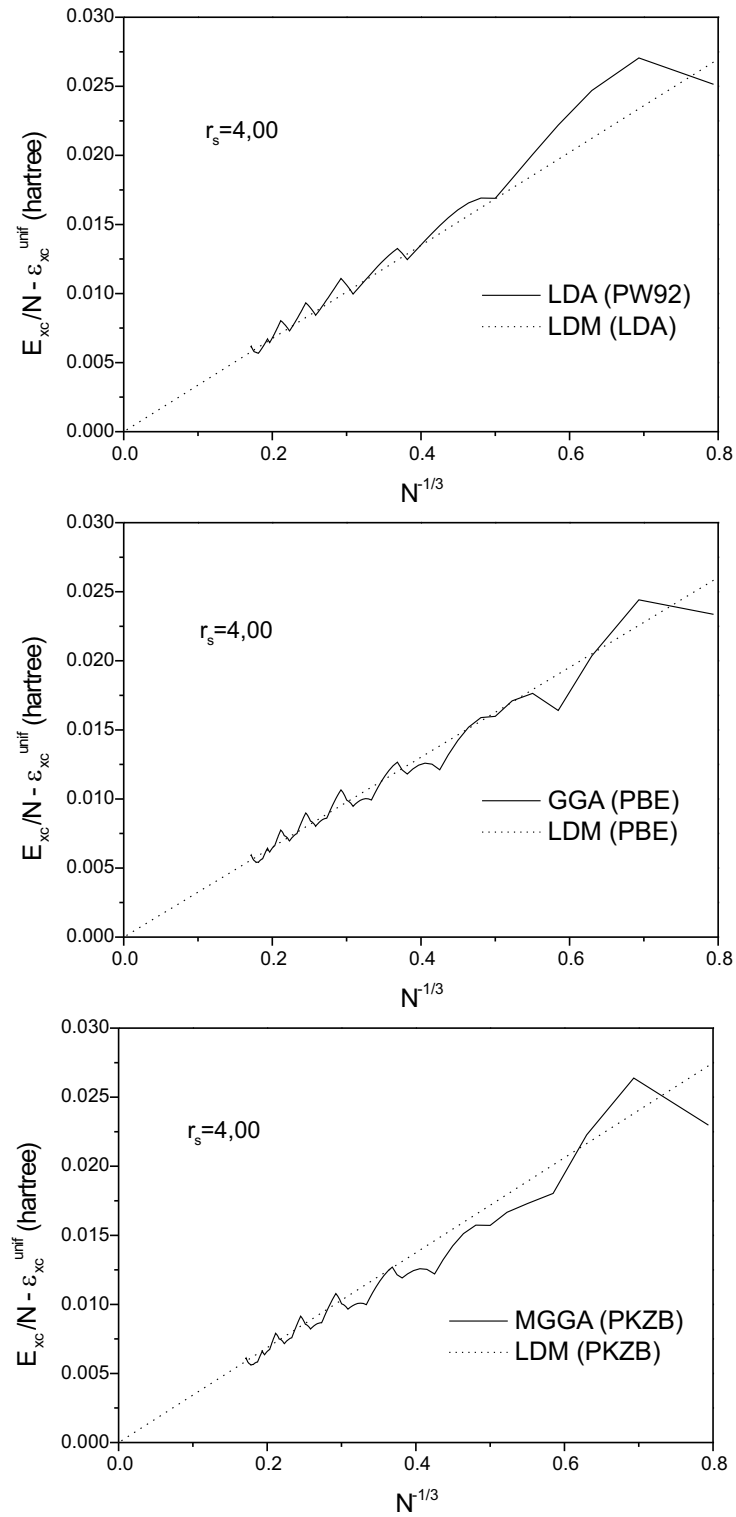 0.030
0.025
0.020
0.015
0.010
0.005
0.000
E_xc/N - ε_xc^unif (hartree)
r_s=4,00
LDA (PW92)
LDM (LDA)
0.0 0.2 0.4 0.6 0.8
N^-1/3
0.030
0.025
0.020
0.015
0.010
0.005
0.000
E_xc/N - ε_xc^unif (hartree)
r_s=4,00
GGA (PBE)
LDM (PBE)
0.0 0.2 0.4 0.6 0.8
N^-1/3
0.030
0.025
0.020
0.015
0.010
0.005
0.000
E_xc/N - ε_xc^unif (hartree)
r_s=4,00
MGGA (PKZB)
LDM (PKZB)
0.0 0.2 0.4 0.6 0.8
N^-1/3